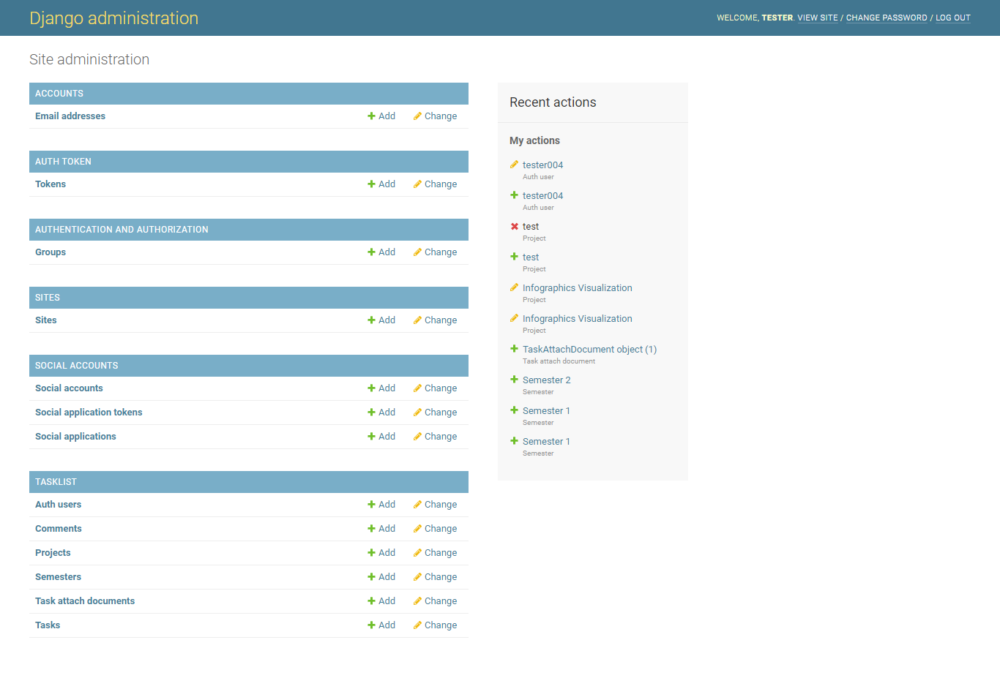 Django administration
WELCOME, TESTER. VIEW SITE / CHANGE PASSWORD / LOG OUT
Site administration
ACCOUNTS
Email addresses Add Change
AUTH TOKEN
Tokens Add Change
AUTHENTICATION AND AUTHORIZATION
Groups Add Change
SITES
Sites Add Change
SOCIAL ACCOUNTS
Social accounts Add Change
Social application tokens Add Change
Social applications Add Change
TASKLIST
Auth users Add Change
Comments Add Change
Projects Add Change
Semesters Add Change
Task attach documents Add Change
Tasks Add Change
Recent actions
My actions
tester004
Auth user
tester004
Auth user
test
Project
test
Project
Infographics Visualization
Project
Infographics Visualization
Project
TaskAttachDocument object (1)
Task attach document
Semester 2
Semester
Semester 1
Semester
Semester 1
Semester